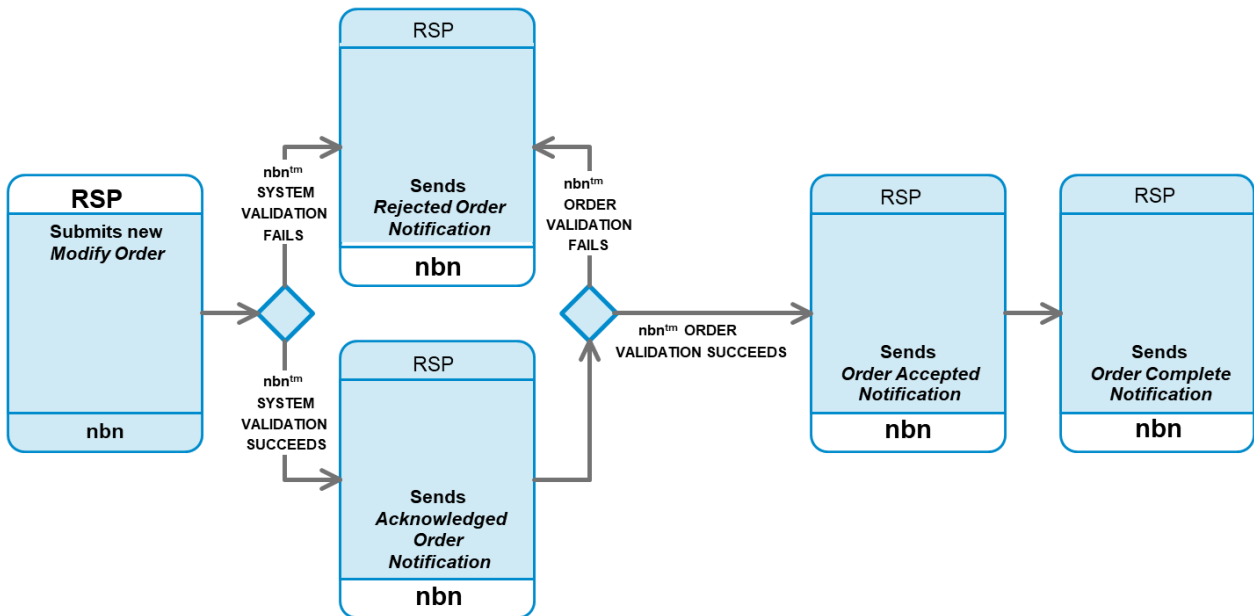 RSP
Submits new
Modify Order
nbn
nbn™
SYSTEM
VALIDATION
FAILS
nbn™
SYSTEM
VALIDATION
SUCCEEDS
RSP
Sends
Rejected Order
Notification
nbn
RSP
Sends
Acknowledged
Order
Notification
nbn
nbn™
ORDER
VALIDATION
FAILS
nbn™ ORDER
VALIDATION SUCCEEDS
RSP
Sends
Order Accepted
Notification
nbn
RSP
Sends
Order Complete
Notification
nbn